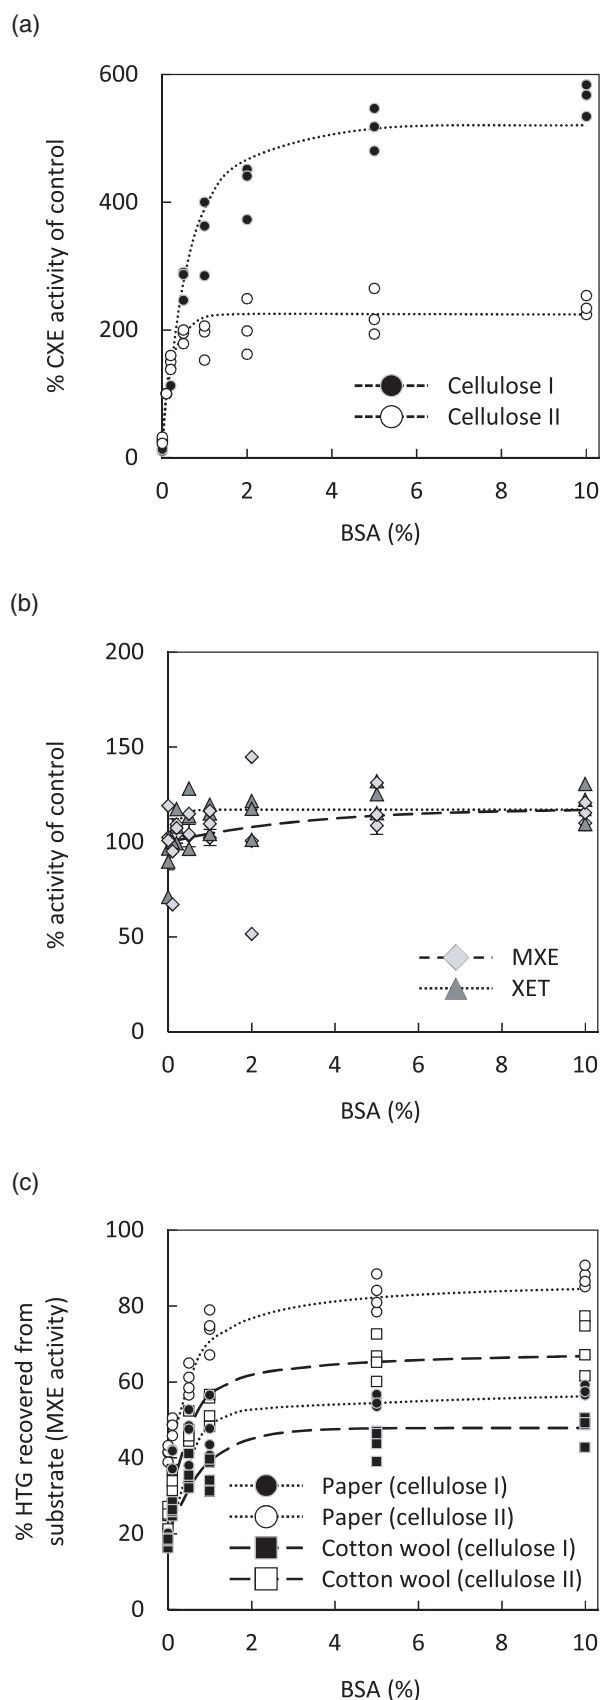 (a)
600
400
200
0
% CXE activity of control
Cellulose I
Cellulose II
0 2 4 6 8 10
BSA (%)
(b)
200
150
100
50
0
% activity of control
MXE
XET
0 2 4 6 8 10
BSA (%)
(c)
100
80
60
40
20
0
% HTG recovered from
substrate (MXE activity)
Paper (cellulose I)
Paper (cellulose II)
Cotton wool (cellulose I)
Cotton wool (cellulose II)
0 2 4 6 8 10
BSA (%)